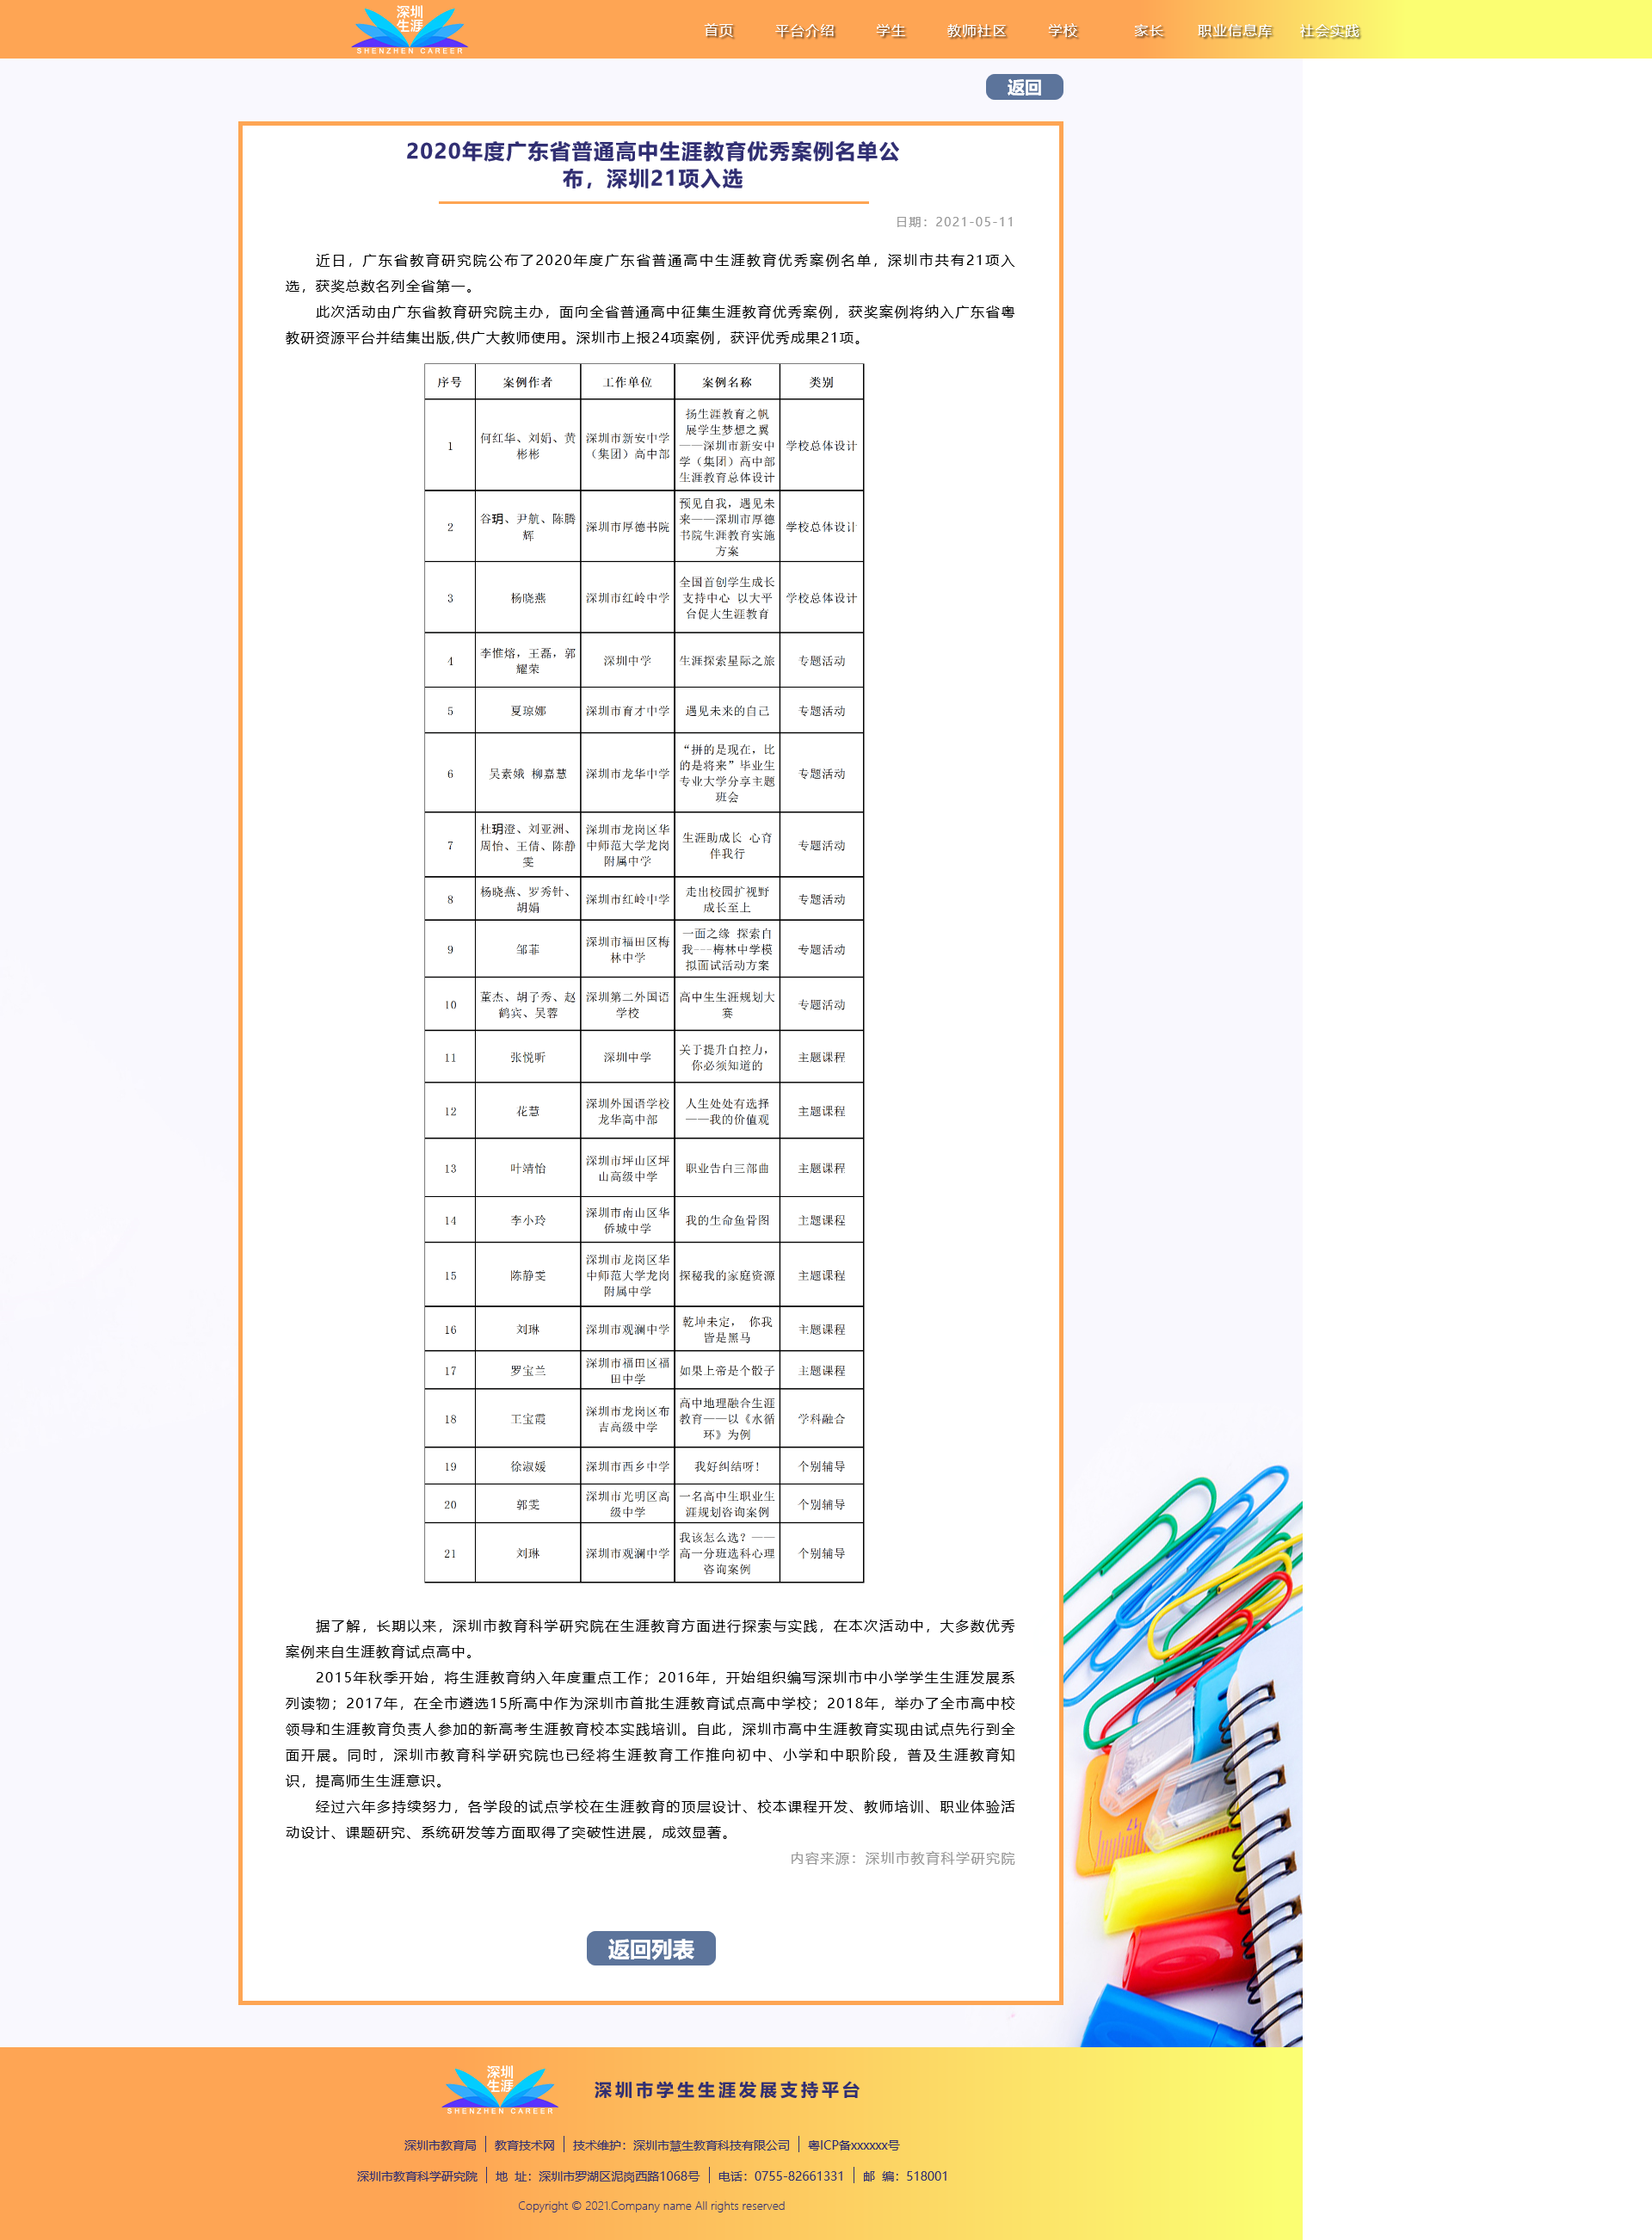 深圳
生涯
SHENZHEN CAREER
首页 平台介绍 学生 教师社区 学校 家长 职业信息库 社会实践
返回
2020年度广东省普通高中生涯教育优秀案例名单公
布，深圳21项入选
日期：2021-05-11
近日，广东省教育研究院公布了2020年度广东省普通高中生涯教育优秀案例名单，深圳市共有21项入
选，获奖总数名列全省第一。
此次活动由广东省教育研究院主办，面向全省普通高中征集生涯教育优秀案例，获奖案例将纳入广东省粤
教研资源平台并结集出版,供广大教师使用。深圳市上报24项案例，获评优秀成果21项。
序号 案例作者 工作单位 案例名称 类别
1 何红华、刘娟、黄彬彬 深圳市新安中学（集团）高中部 扬生涯教育之帆 展学生梦想之翼——深圳市新安中学（集团）高中部生涯教育总体设计 学校总体设计
2 谷玥、尹航、陈腾辉 深圳市厚德书院 预见自我，遇见未来——深圳市厚德书院生涯教育实施方案 学校总体设计
3 杨晓燕 深圳市红岭中学 全国首创学生成长支持中心 以大平台促大生涯教育 学校总体设计
4 李惟熔，王磊，郭耀荣 深圳中学 生涯探索星际之旅 专题活动
5 夏琼娜 深圳市育才中学 遇见未来的自己 专题活动
6 吴素娥 柳嘉慧 深圳市龙华中学 “拼的是现在，比的是将来”毕业生专业大学分享主题班会 专题活动
7 杜玥澄、刘亚洲、周怡、王倩、陈静雯 深圳市龙岗区华中师范大学龙岗附属中学 生涯助成长 心育伴我行 专题活动
8 杨晓燕、罗秀针、胡娟 深圳市红岭中学 走出校园扩视野 成长至上 专题活动
9 邹菲 深圳市福田区梅林中学 一面之缘 探索自我---梅林中学模拟面试活动方案 专题活动
10 董杰、胡子秀、赵鹤宾、吴蓉 深圳第二外国语学校 高中生生涯规划大赛 专题活动
11 张悦昕 深圳中学 关于提升自控力，你必须知道的 主题课程
12 花慧 深圳外国语学校龙华高中部 人生处处有选择——我的价值观 主题课程
13 叶靖怡 深圳市坪山区坪山高级中学 职业告白三部曲 主题课程
14 李小玲 深圳市南山区华侨城中学 我的生命鱼骨图 主题课程
15 陈静雯 深圳市龙岗区华中师范大学龙岗附属中学 探秘我的家庭资源 主题课程
16 刘琳 深圳市观澜中学 乾坤未定， 你我皆是黑马 主题课程
17 罗宝兰 深圳市福田区福田中学 如果上帝是个骰子 主题课程
18 王宝霞 深圳市龙岗区布吉高级中学 高中地理融合生涯教育——以《水循环》为例 学科融合
19 徐淑媛 深圳市西乡中学 我好纠结呀！ 个别辅导
20 郭雯 深圳市光明区高级中学 一名高中生职业生涯规划咨询案例 个别辅导
21 刘琳 深圳市观澜中学 我该怎么选？——高一分班选科心理咨询案例 个别辅导
据了解，长期以来，深圳市教育科学研究院在生涯教育方面进行探索与实践，在本次活动中，大多数优秀
案例来自生涯教育试点高中。
2015年秋季开始，将生涯教育纳入年度重点工作；2016年，开始组织编写深圳市中小学学生生涯发展系
列读物；2017年，在全市遴选15所高中作为深圳市首批生涯教育试点高中学校；2018年，举办了全市高中校
领导和生涯教育负责人参加的新高考生涯教育校本实践培训。自此，深圳市高中生涯教育实现由试点先行到全
面开展。同时，深圳市教育科学研究院也已经将生涯教育工作推向初中、小学和中职阶段，普及生涯教育知
识，提高师生生涯意识。
经过六年多持续努力，各学段的试点学校在生涯教育的顶层设计、校本课程开发、教师培训、职业体验活
动设计、课题研究、系统研发等方面取得了突破性进展，成效显著。
内容来源：深圳市教育科学研究院
17
返回列表
深圳
生涯
SHENZHEN CAREER
深圳市学生生涯发展支持平台
深圳市教育局 教育技术网 技术维护：深圳市慧生教育科技有限公司 粤ICP备xxxxxx号
深圳市教育科学研究院 地 址：深圳市罗湖区泥岗西路1068号 电话：0755-82661331 邮 编：518001
Copyright © 2021.Company name All rights reserved